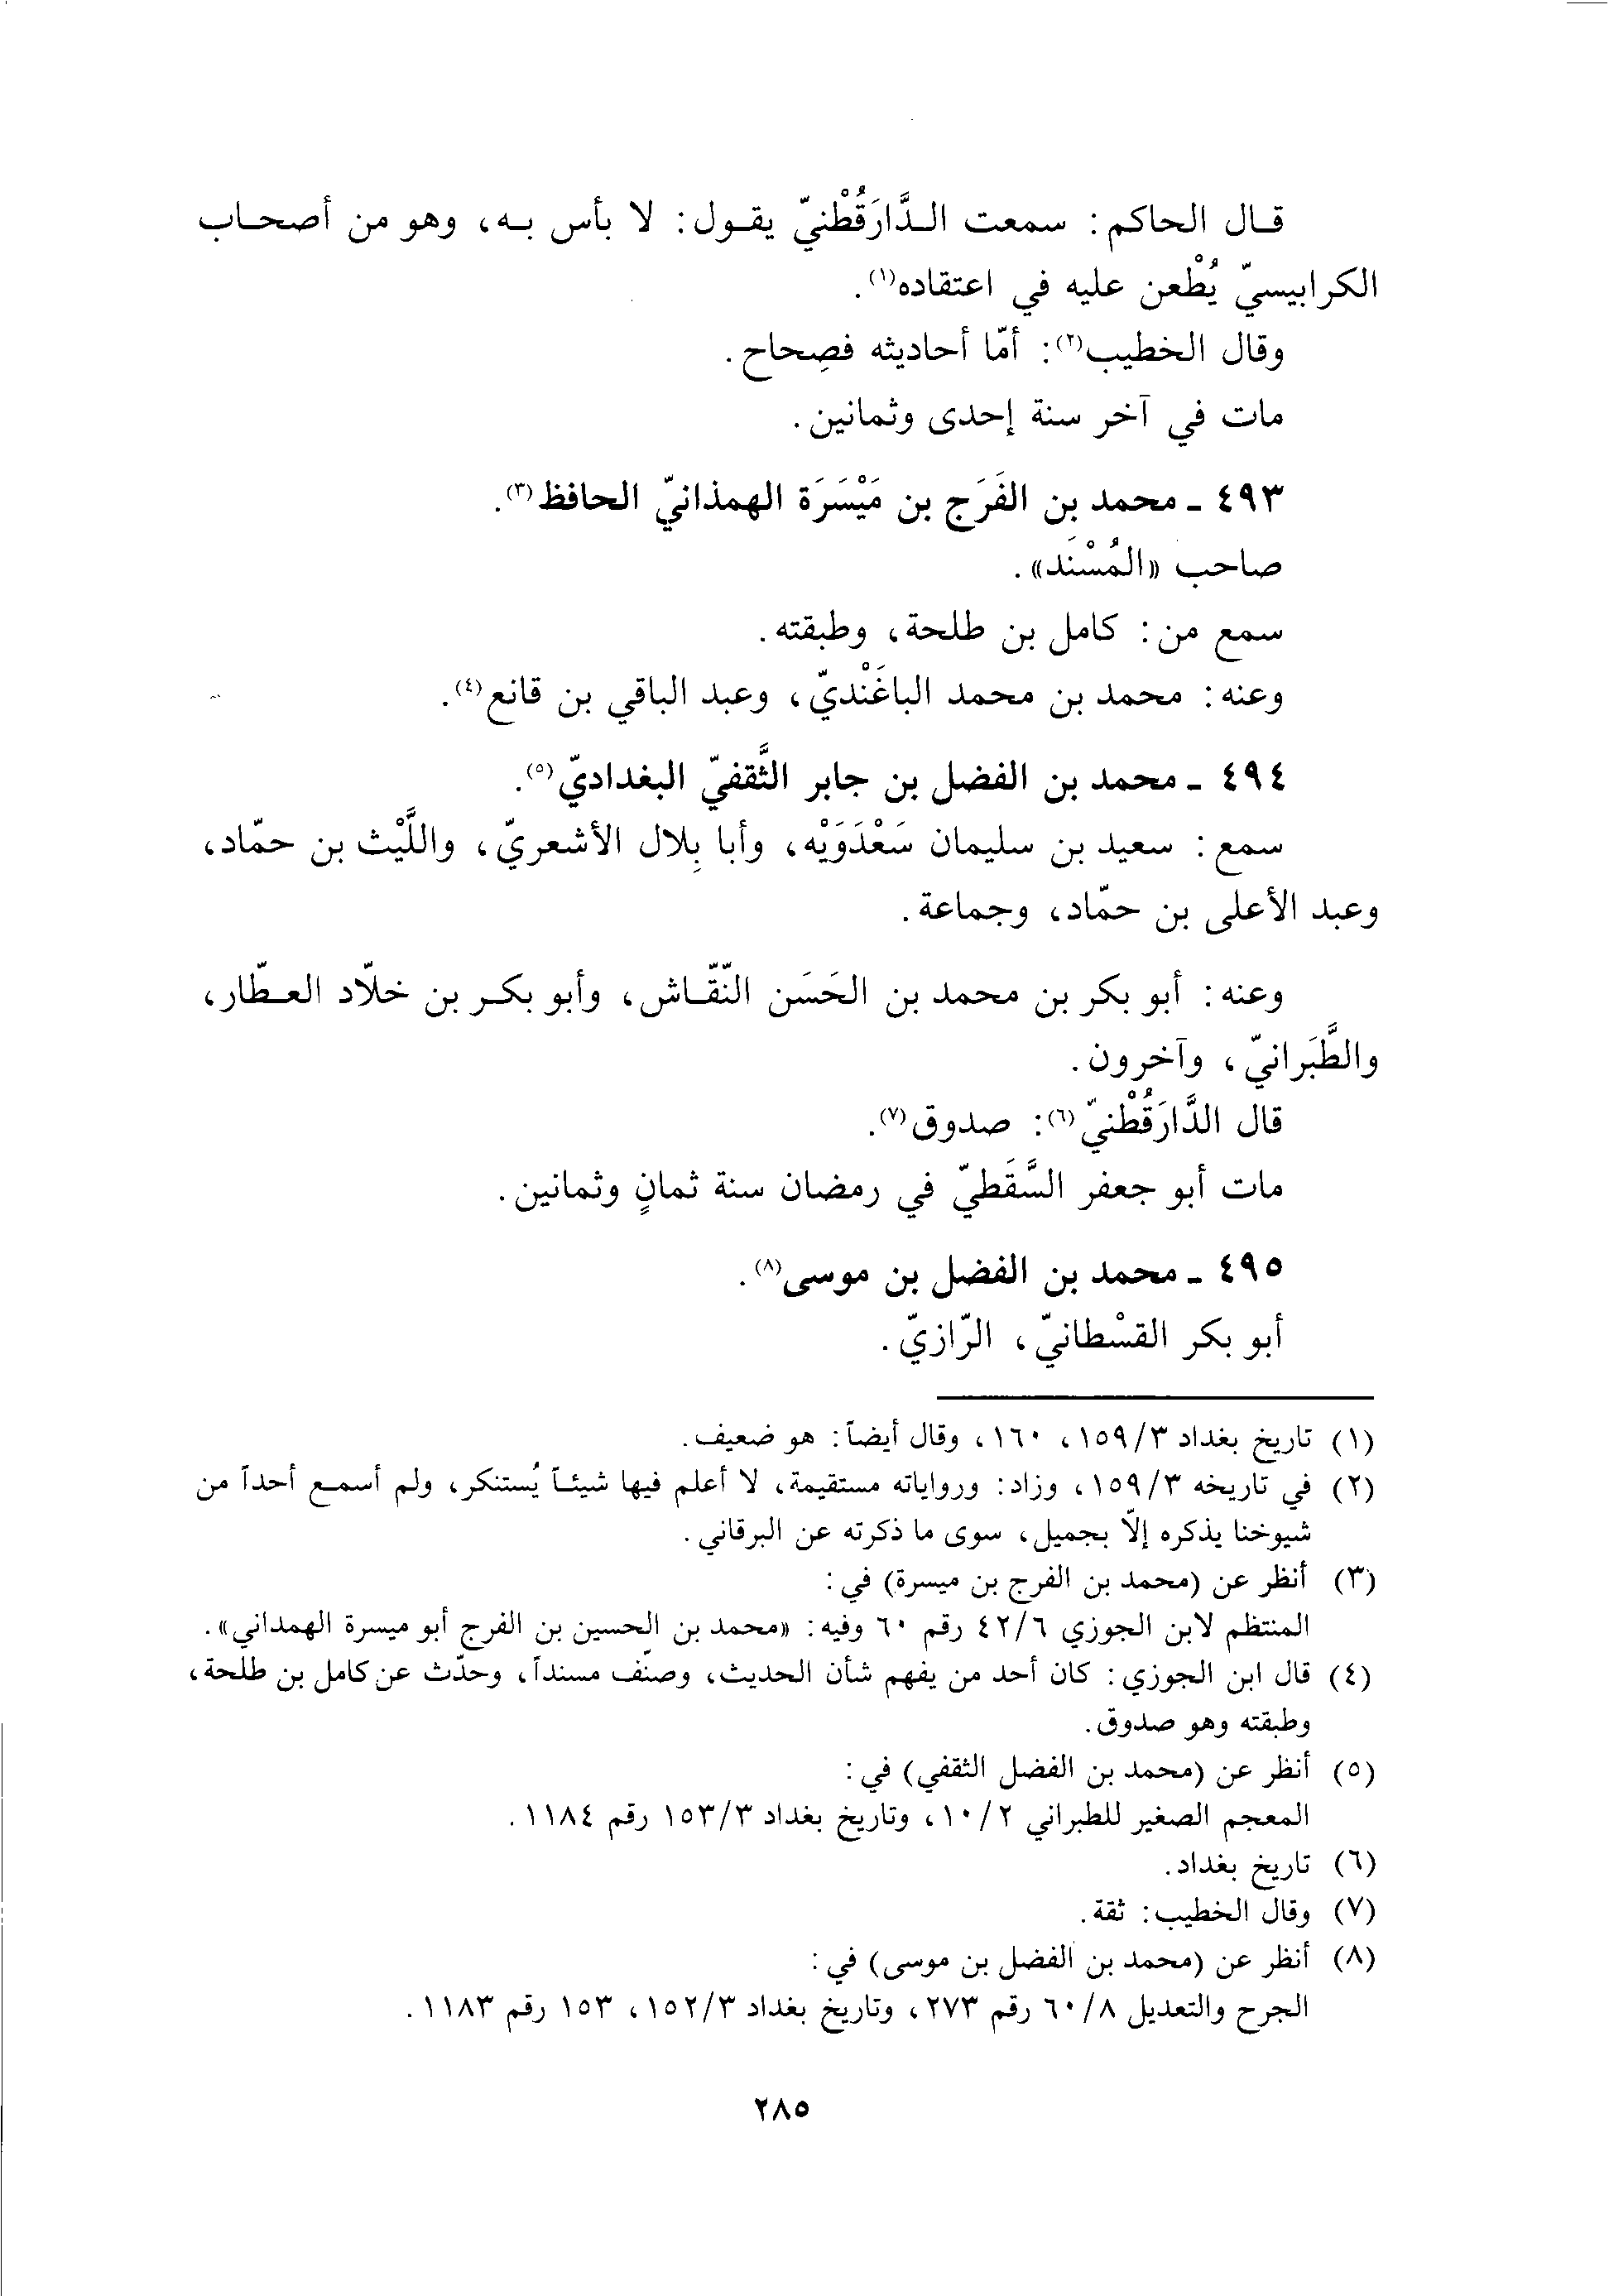 قال الحاكم: سمعت الدَّارَقُطْنيّ يقول: لا بأس به، وهو من أصحاب
الكرابيسيّ يُطْعن عليه في اعتقاده(١).
وقال الخطيب(٢): أمّا أحاديثه فصِحاح.
مات في آخر سنة إحدى وثمانين.
٤٩٣ ـ محمد بن الفَرَج بن مَيْسَرَة الهمذانيّ الحافظ(٣).
صاحب «المُسْنَد».
سمع من: كامل بن طلحة، وطبقته.
وعنه: محمد بن محمد الباغَنْديّ، وعبد الباقي بن قانع(٤).
٤٩٤ ـ محمد بن الفضل بن جابر الثَّقفيّ البغداديّ(٥).
سمع: سعيد بن سليمان سَعْدَوَيْه، وأبا بِلال الأشعريّ، واللَّيْث بن حمّاد،
وعبد الأعلى بن حمّاد، وجماعة.
وعنه: أبو بكر بن محمد بن الحَسَن النّقّاش، وأبو بكر بن خلّاد العطّار،
والطَّبَرانيّ، وآخرون.
قال الدَّارَقُطْنيّ(٦): صدوق(٧).
مات أبو جعفر السَّقَطيّ في رمضان سنة ثمانٍ وثمانين.
٤٩٥ ـ محمد بن الفضل بن موسى(٨).
أبو بكر القسْطانيّ، الرّازيّ.
(١) تاريخ بغداد ١٥٩/٣، ١٦٠، وقال أيضاً: هو ضعيف.
(٢) في تاريخه ١٥٩/٣، وزاد: ورواياته مستقيمة، لا أعلم فيها شيئاً يُستنكر، ولم أسمع أحداً من
شيوخنا يذكره إلّا بجميل، سوى ما ذكرته عن البرقاني.
(٣) أنظر عن (محمد بن الفرج بن ميسرة) في:
المنتظم لابن الجوزي ٤٢/٦ رقم ٦٠ وفيه: «محمد بن الحسين بن الفرج أبو ميسرة الهمداني».
(٤) قال ابن الجوزي: كان أحد من يفهم شأن الحديث، وصنّف مسنداً، وحدّث عن كامل بن طلحة،
وطبقته وهو صدوق.
(٥) أنظر عن (محمد بن الفضل الثقفي) في:
المعجم الصغير للطبراني ١٠/٢، وتاريخ بغداد ١٥٣/٣ رقم ١١٨٤.
(٦) تاريخ بغداد.
(٧) وقال الخطيب: ثقة.
(٨) أنظر عن (محمد بن الفضل بن موسى) في:
الجرح والتعديل ٦٠/٨ رقم ٢٧٣، وتاريخ بغداد ١٥٢/٣، ١٥٣ رقم ١١٨٣.
٢٨٥